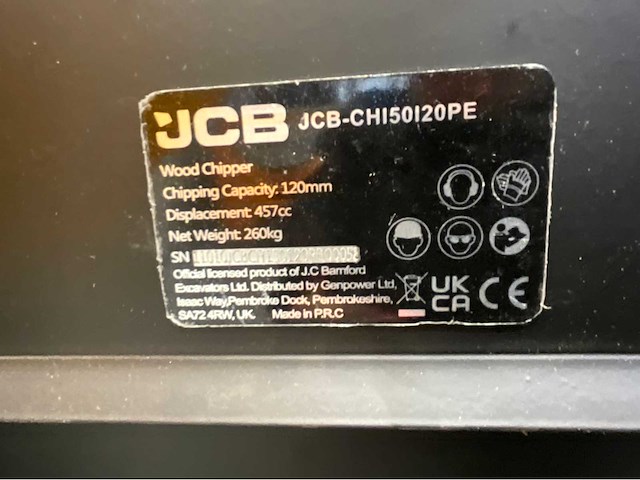 JCB JCB-CHI50I20PE
Wood Chipper
Chipping Capacity: 120mm
Displacement: 457cc
Net Weight: 260kg
SN
Official licensed product of J.C Bamford
Excavators Ltd. Distributed by Genpower Ltd,
Isaac Way,Pembroke Dock, Pembrokeshire,
SA72 4RW, UK. Made in P.R.C
UK
CA CE